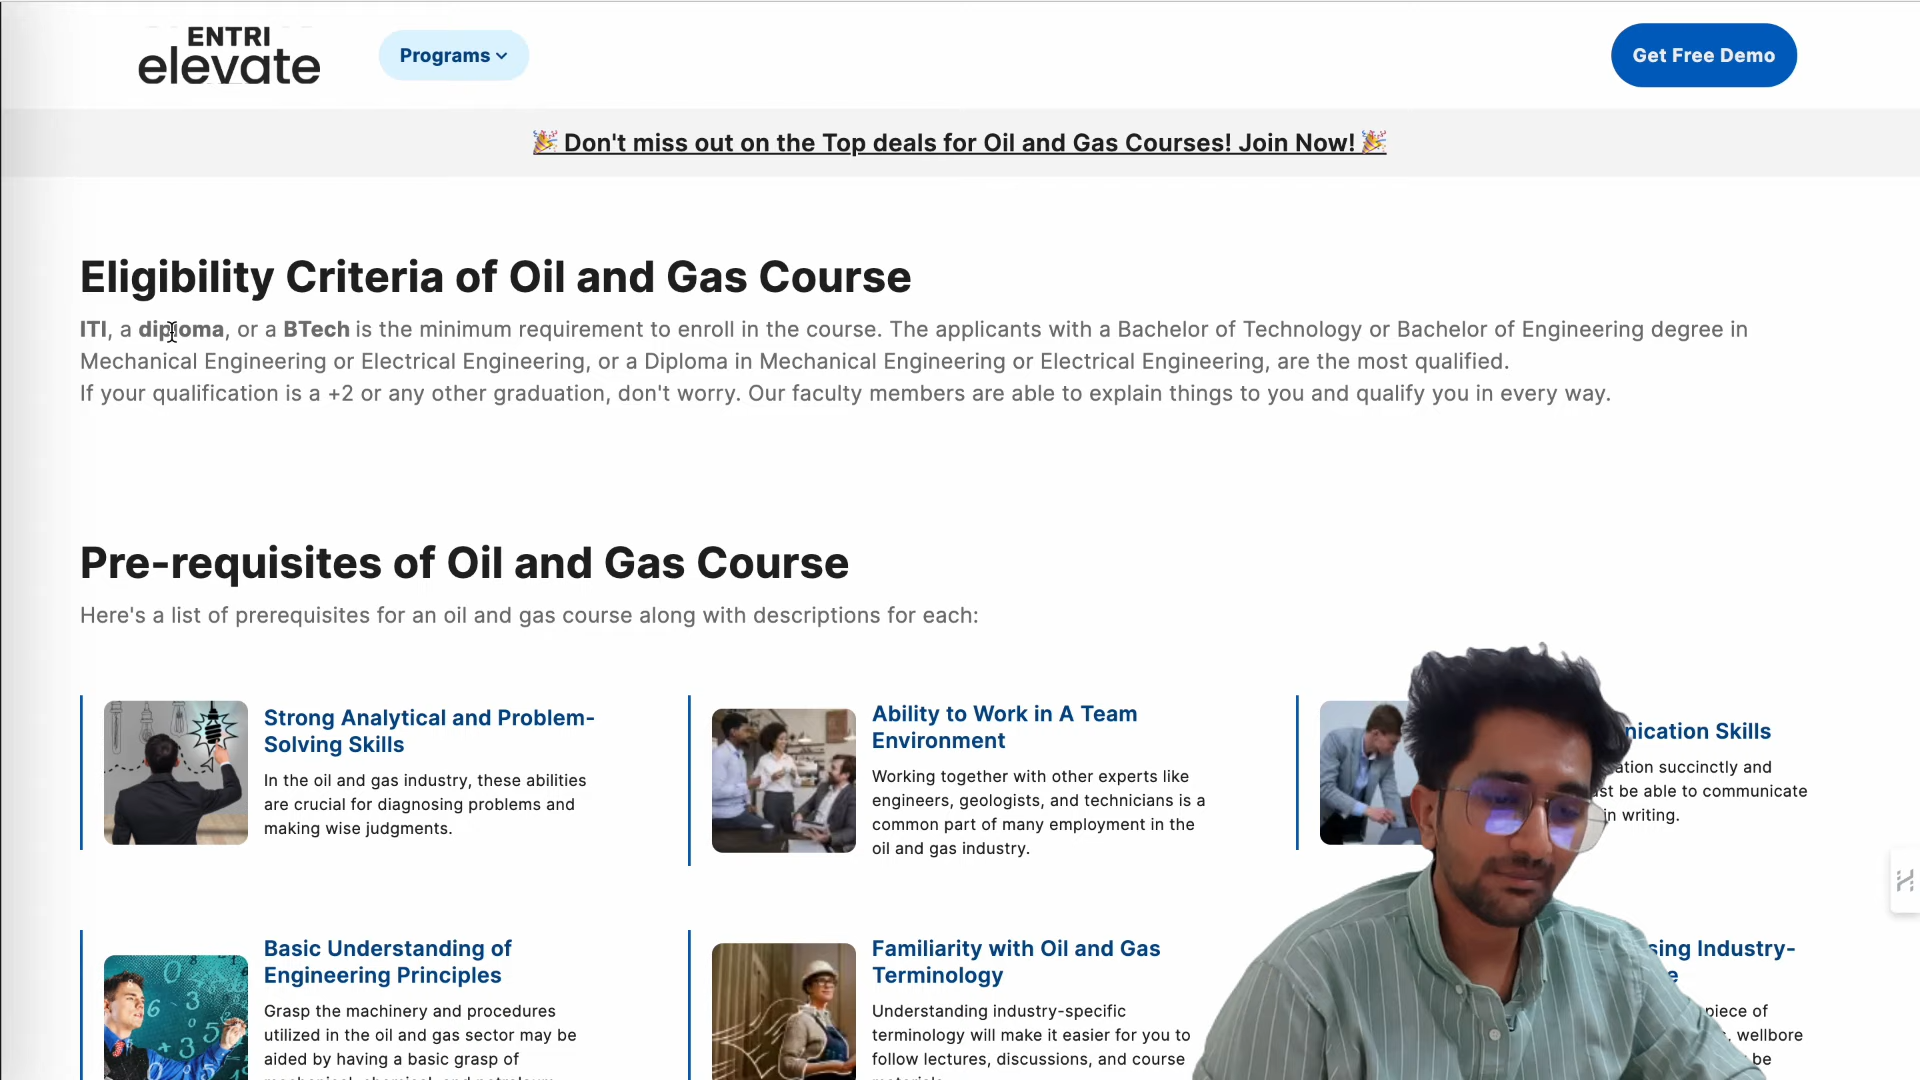 ENTRI
elevate
Programs
Get Free Demo
🎉 Don't miss out on the Top deals for Oil and Gas Courses! Join Now! 🎉
Eligibility Criteria of Oil and Gas Course
ITI, a diploma, or a BTech is the minimum requirement to enroll in the course. The applicants with a Bachelor of Technology or Bachelor of Engineering degree in
Mechanical Engineering or Electrical Engineering, or a Diploma in Mechanical Engineering or Electrical Engineering, are the most qualified.
If your qualification is a +2 or any other graduation, don't worry. Our faculty members are able to explain things to you and qualify you in every way.
Pre-requisites of Oil and Gas Course
Here's a list of prerequisites for an oil and gas course along with descriptions for each:
Strong Analytical and Problem-
Solving Skills
In the oil and gas industry, these abilities
are crucial for diagnosing problems and
making wise judgments.
Ability to Work in A Team
Environment
Working together with other experts like
engineers, geologists, and technicians is a
common part of many employment in the
oil and gas industry.
Skills
succinctly and
be able to communicate
in writing.
Basic Understanding of
Engineering Principles
Grasp the machinery and procedures
utilized in the oil and gas sector may be
aided by having a basic grasp of
Familiarity with Oil and Gas
Terminology
Understanding industry-specific
terminology will make it easier for you to
follow lectures, discussions, and course
Industry-
piece of
, wellbore
be